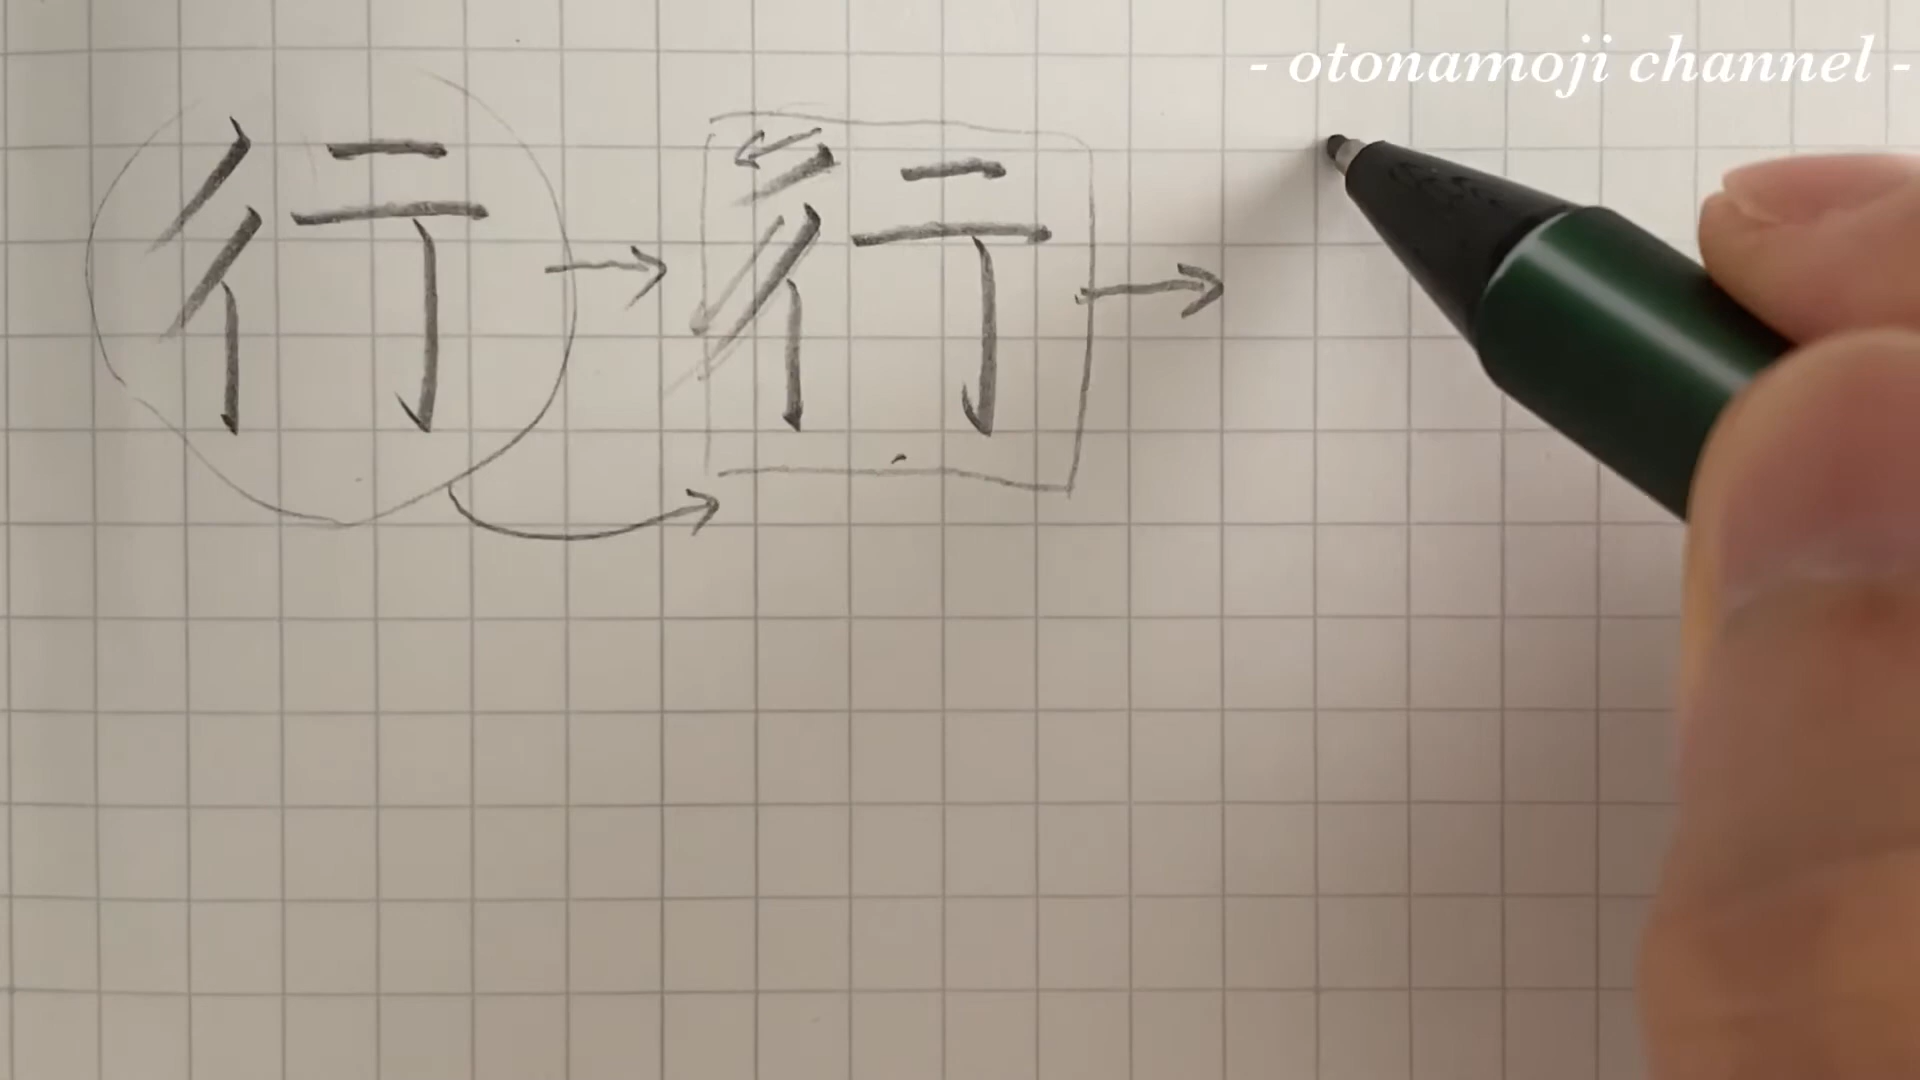 - otonamoji channel -
行 → 行 →